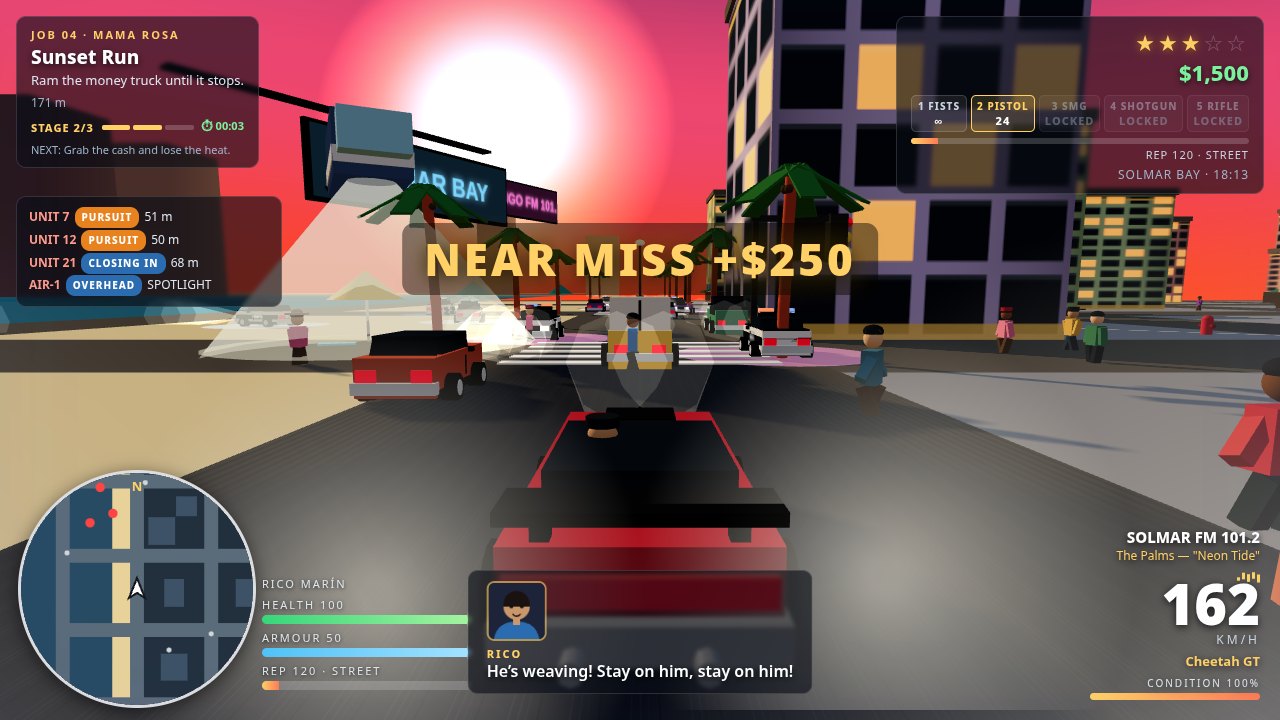 JOB 04 · MAMA ROSA
Sunset Run
Ram the money truck until it stops.
171 m
STAGE 2/3
00:03
NEXT: Grab the cash and lose the heat.
UNIT 7 PURSUIT 51 m
UNIT 12 PURSUIT 50 m
UNIT 21 CLOSING IN 68 m
AIR-1 OVERHEAD SPOTLIGHT
$1,500
1 FISTS ∞
2 PISTOL 24
3 SMG LOCKED
4 SHOTGUN LOCKED
5 RIFLE LOCKED
REP 120 · STREET
SOLMAR BAY · 18:13
AR BAY
GO FM 101.
NEAR MISS +$250
N
RICO MARÍN
HEALTH 100
ARMOUR 50
REP 120 · STREET
RICO
He's weaving! Stay on him, stay on him!
SOLMAR FM 101.2
The Palms — "Neon Tide"
162
KM/H
Cheetah GT
CONDITION 100%